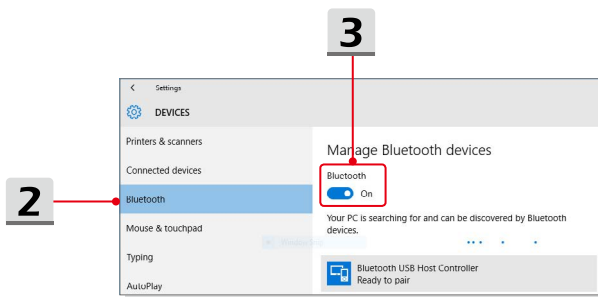 3
Settings
DEVICES
Printers & scanners
Connected devices
2
Bluetooth
Mouse & touchpad
Typing
AutoPlay
Manage Bluetooth devices
Bluetooth
On
Your PC is searching for and can be discovered by Bluetooth
devices.
Bluetooth USB Host Controller
Ready to pair